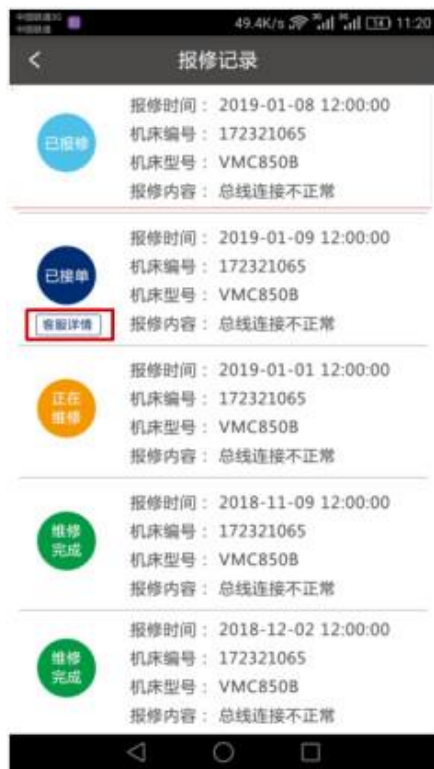 49.4K/s 3G 3G 14 11:20
报修记录
已报修
报修时间： 2019-01-08 12:00:00
机床编号： 172321065
机床型号： VMC850B
报修内容： 总线连接不正常
已接单
客服详情
报修时间： 2019-01-09 12:00:00
机床编号： 172321065
机床型号： VMC850B
报修内容： 总线连接不正常
正在
维修
报修时间： 2019-01-01 12:00:00
机床编号： 172321065
机床型号： VMC850B
报修内容： 总线连接不正常
维修
完成
报修时间： 2018-11-09 12:00:00
机床编号： 172321065
机床型号： VMC850B
报修内容： 总线连接不正常
维修
完成
报修时间： 2018-12-02 12:00:00
机床编号： 172321065
机床型号： VMC850B
报修内容： 总线连接不正常